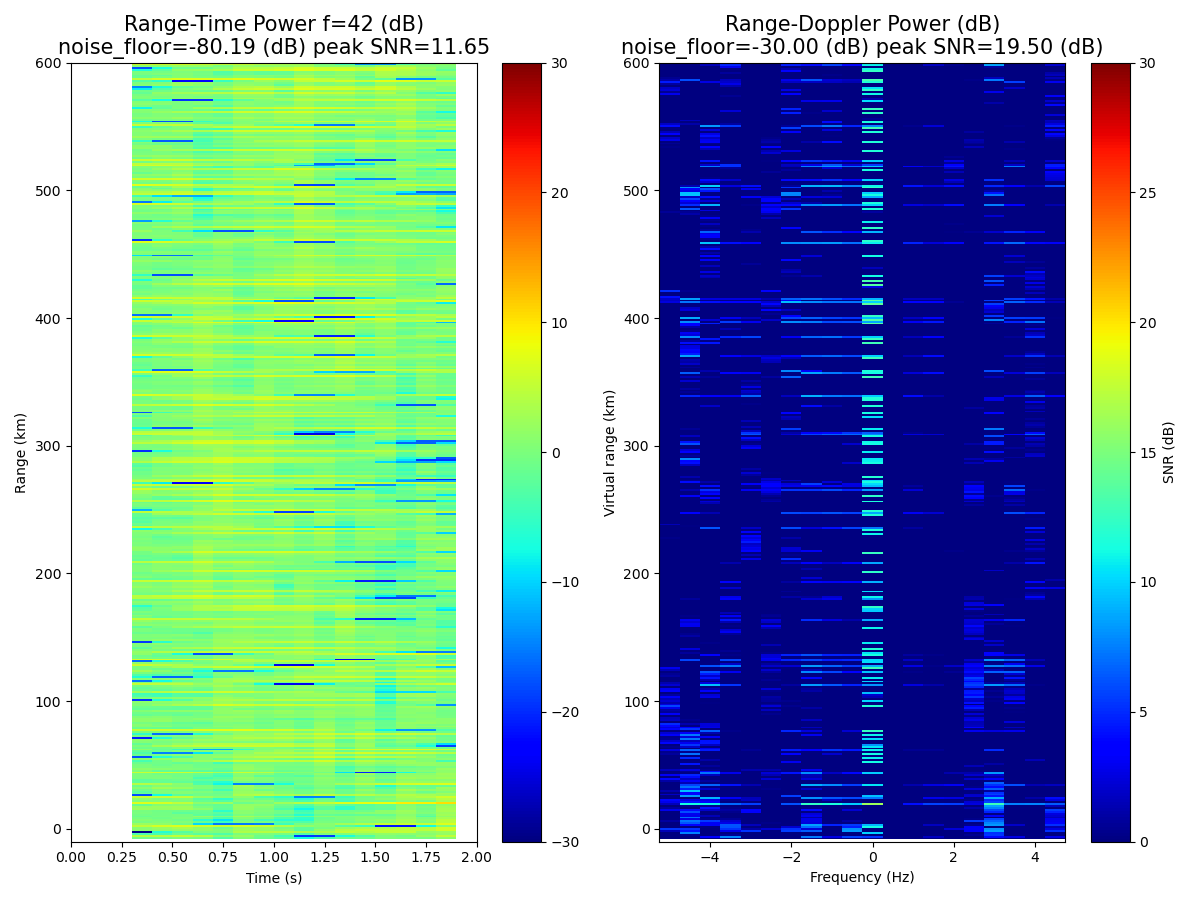 Range-Time Power f=42 (dB)
noise_floor=-80.19 (dB) peak SNR=11.65
Range-Doppler Power (dB)
noise_floor=-30.00 (dB) peak SNR=19.50 (dB)
600
500
400
300
200
100
0
Range (km)
0.00 0.25 0.50 0.75 1.00 1.25 1.50 1.75 2.00
Time (s)
30
20
10
0
−10
−20
−30
600
500
400
300
200
100
0
Virtual range (km)
−4 −2 0 2 4
Frequency (Hz)
30
25
20
15
10
5
0
SNR (dB)